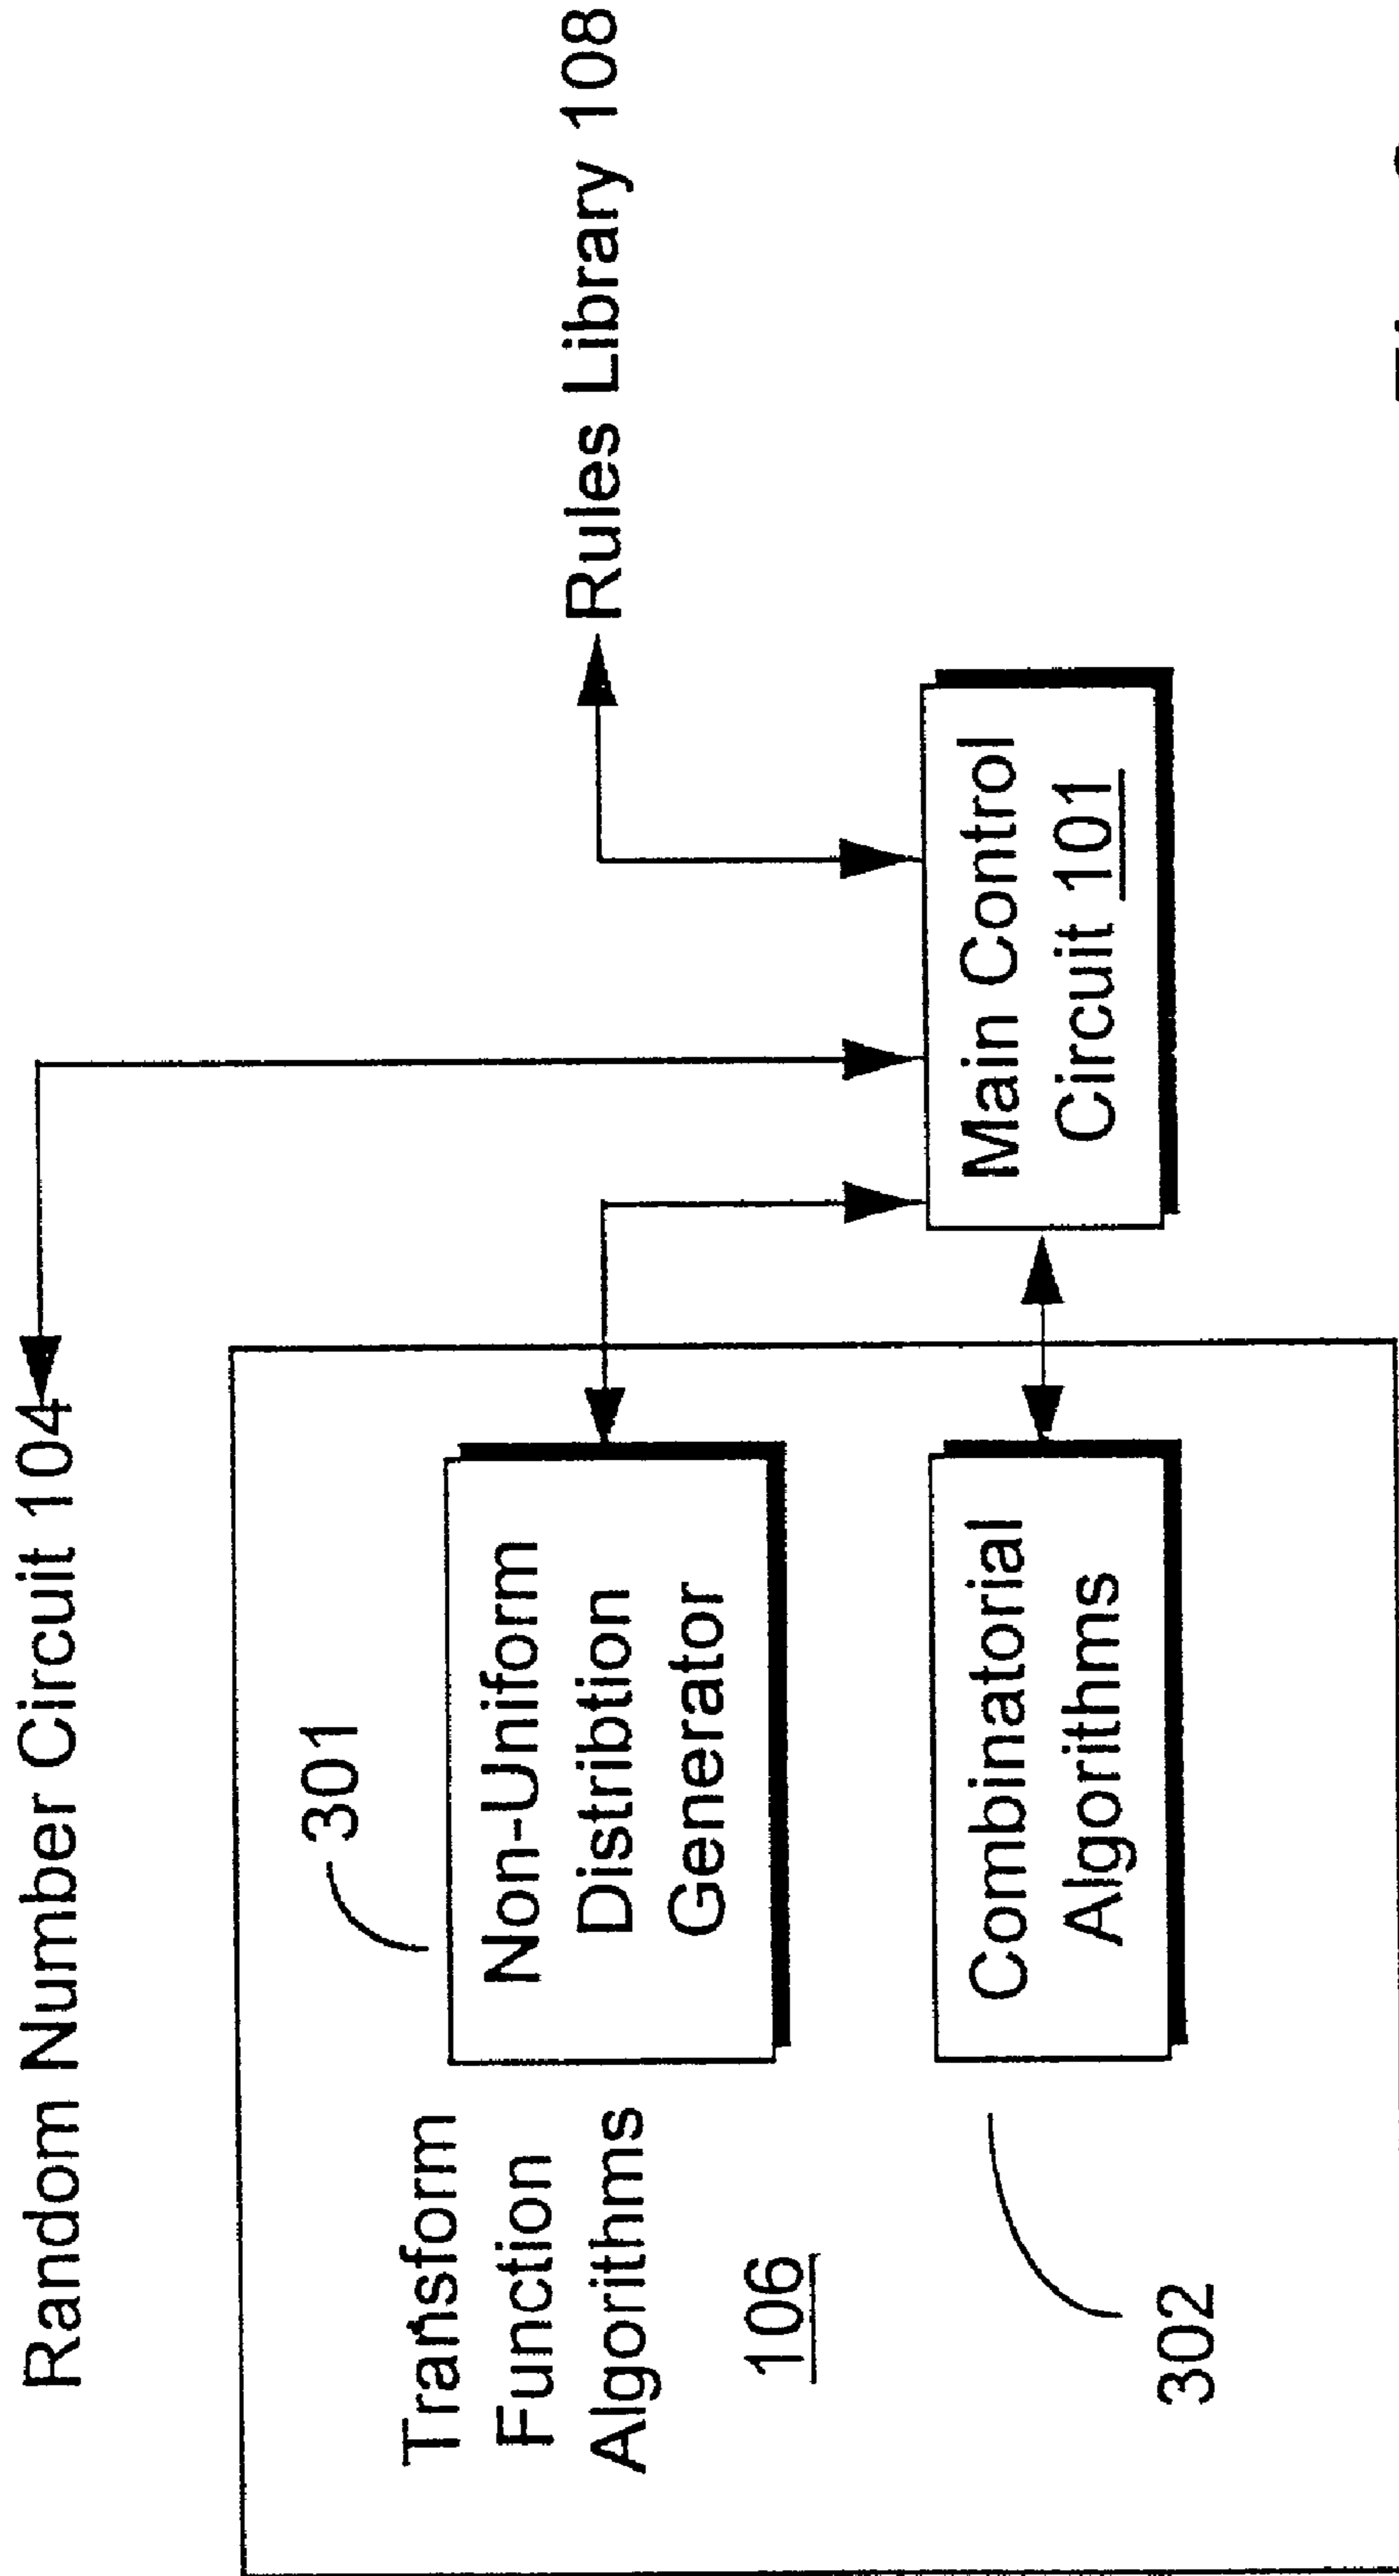 Random Number Circuit 104
Rules Library 108
Transform
Function
Algorithms
106
301
Non-Uniform
Distribtion
Generator
302
Combinatorial
Algorithms
Main Control
Circuit 101